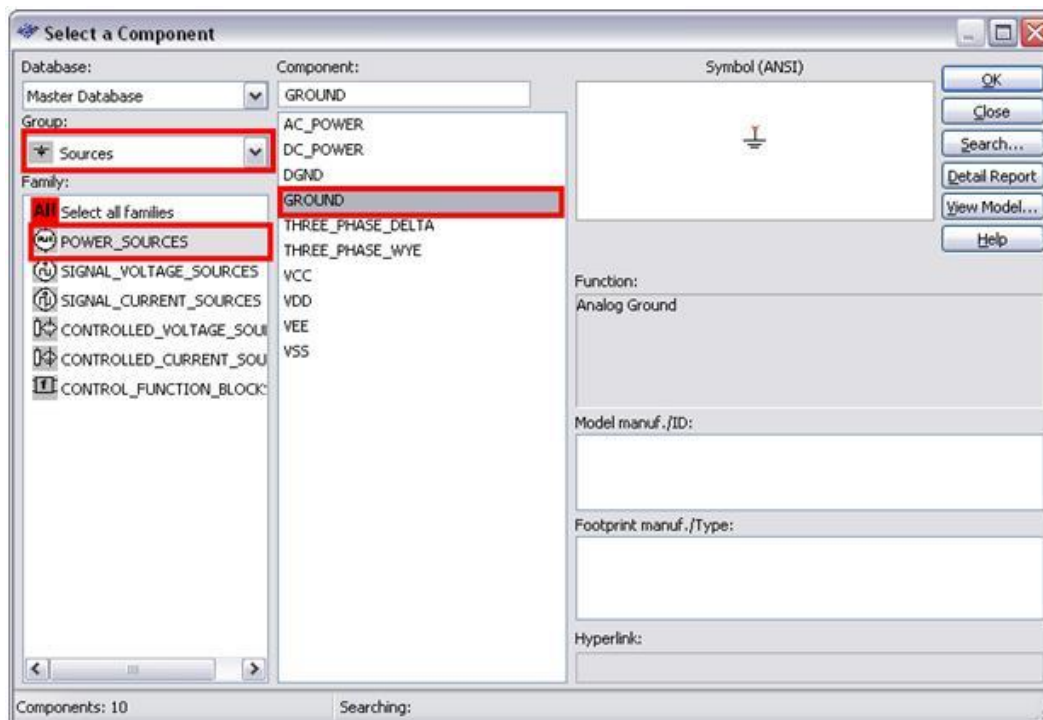 Select a Component
Database:
Master Database
Group:
Sources
Family:
All Select all families
POWER_SOURCES
SIGNAL_VOLTAGE_SOURCES
SIGNAL_CURRENT_SOURCES
CONTROLLED_VOLTAGE_SOU
CONTROLLED_CURRENT_SOU
CONTROL_FUNCTION_BLOCK
Component:
GROUND
AC_POWER
DC_POWER
DGND
GROUND
THREE_PHASE_DELTA
THREE_PHASE_WYE
VCC
VDD
VEE
VSS
Symbol (ANSI)
Function:
Analog Ground
Model manuf./ID:
Footprint manuf./Type:
Hyperlink:
OK
Close
Search...
Detail Report
View Model...
Help
Components: 10
Searching: